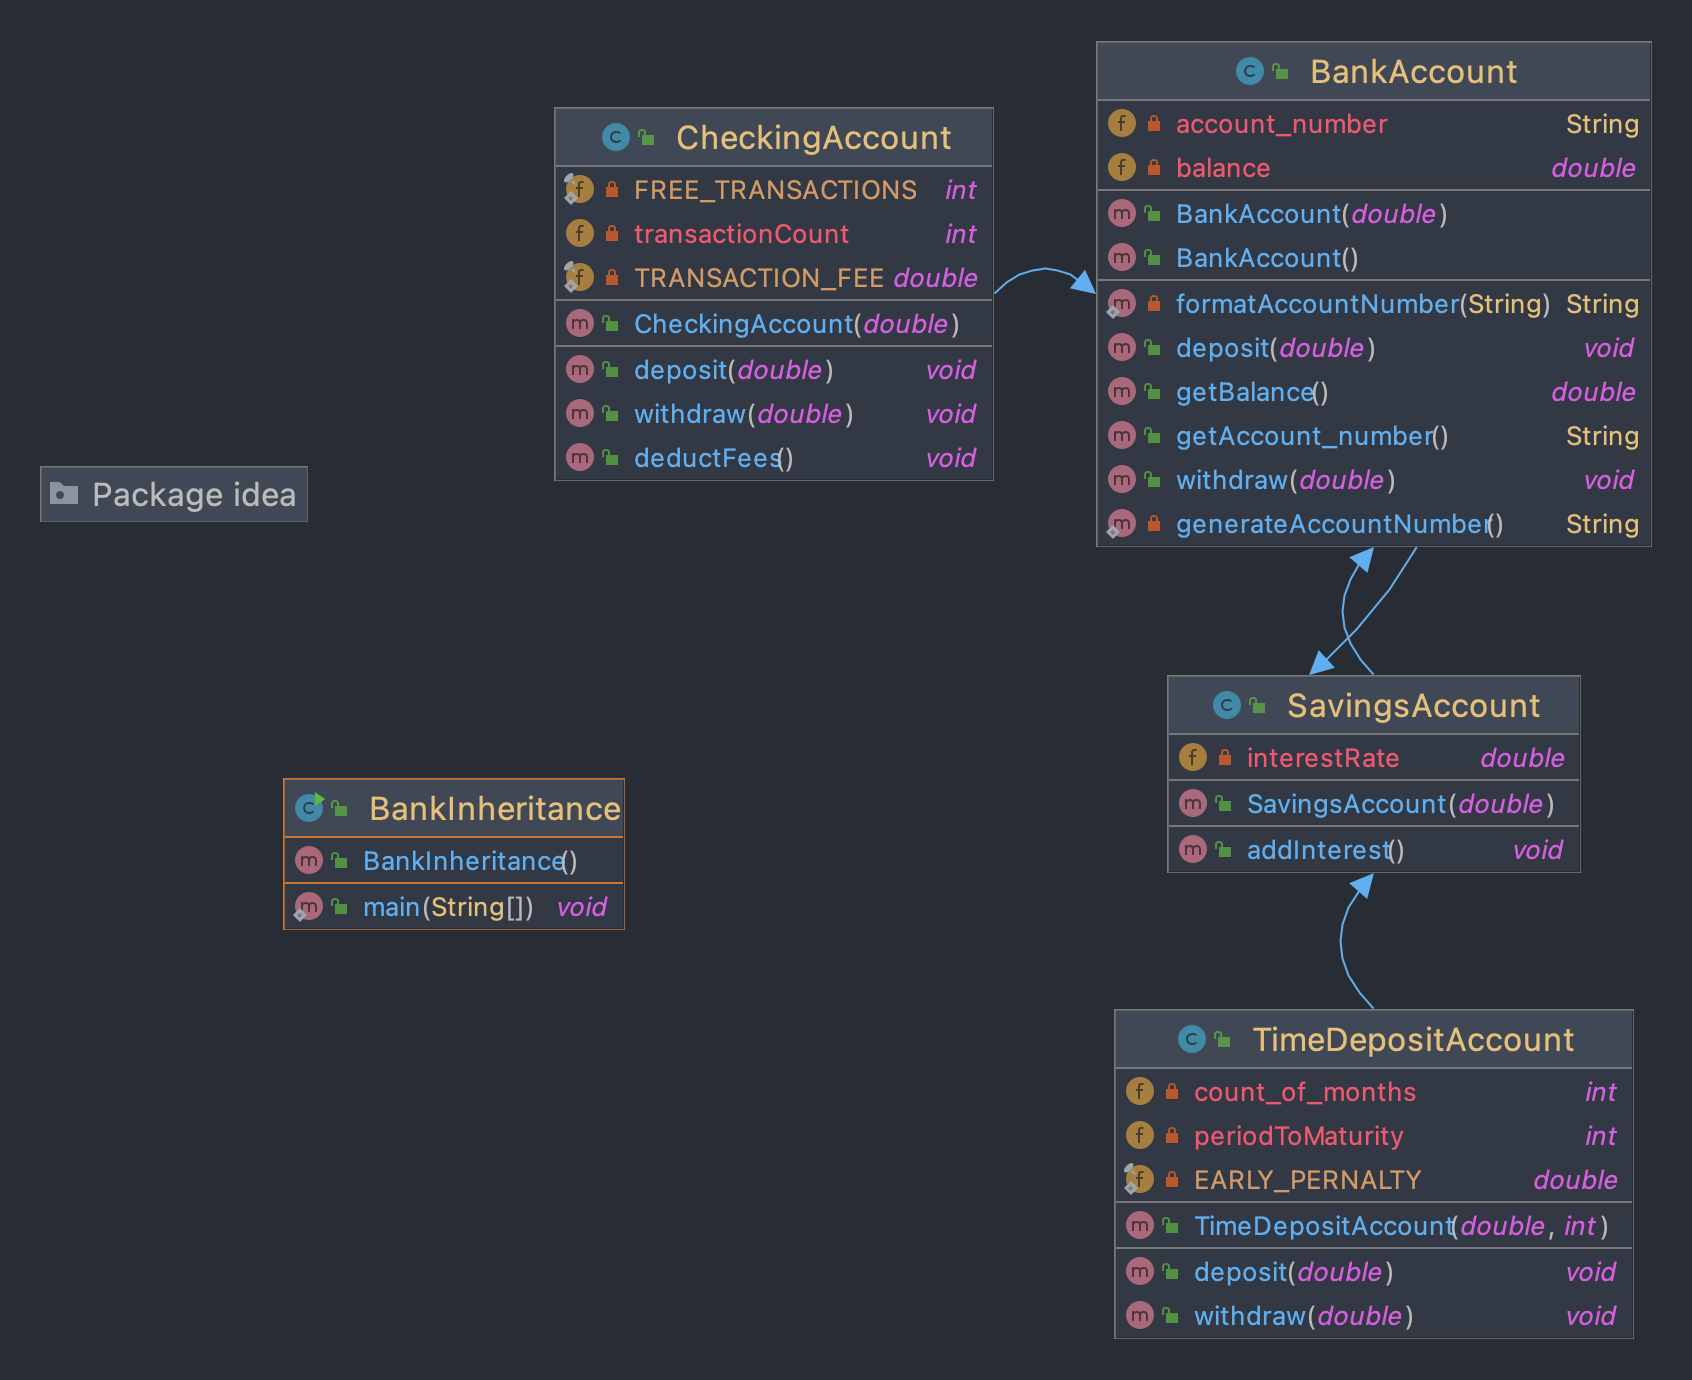 BankAccount
account_number String
balance double
BankAccount(double)
BankAccount()
formatAccountNumber(String) String
deposit(double) void
getBalance() double
getAccount_number() String
withdraw(double) void
generateAccountNumber() String
CheckingAccount
FREE_TRANSACTIONS int
transactionCount int
TRANSACTION_FEE double
CheckingAccount(double)
deposit(double) void
withdraw(double) void
deductFees() void
Package idea
SavingsAccount
interestRate double
SavingsAccount(double)
addInterest() void
BankInheritance
BankInheritance()
main(String[]) void
TimeDepositAccount
count_of_months int
periodToMaturity int
EARLY_PERNALTY double
TimeDepositAccount(double, int)
deposit(double) void
withdraw(double) void